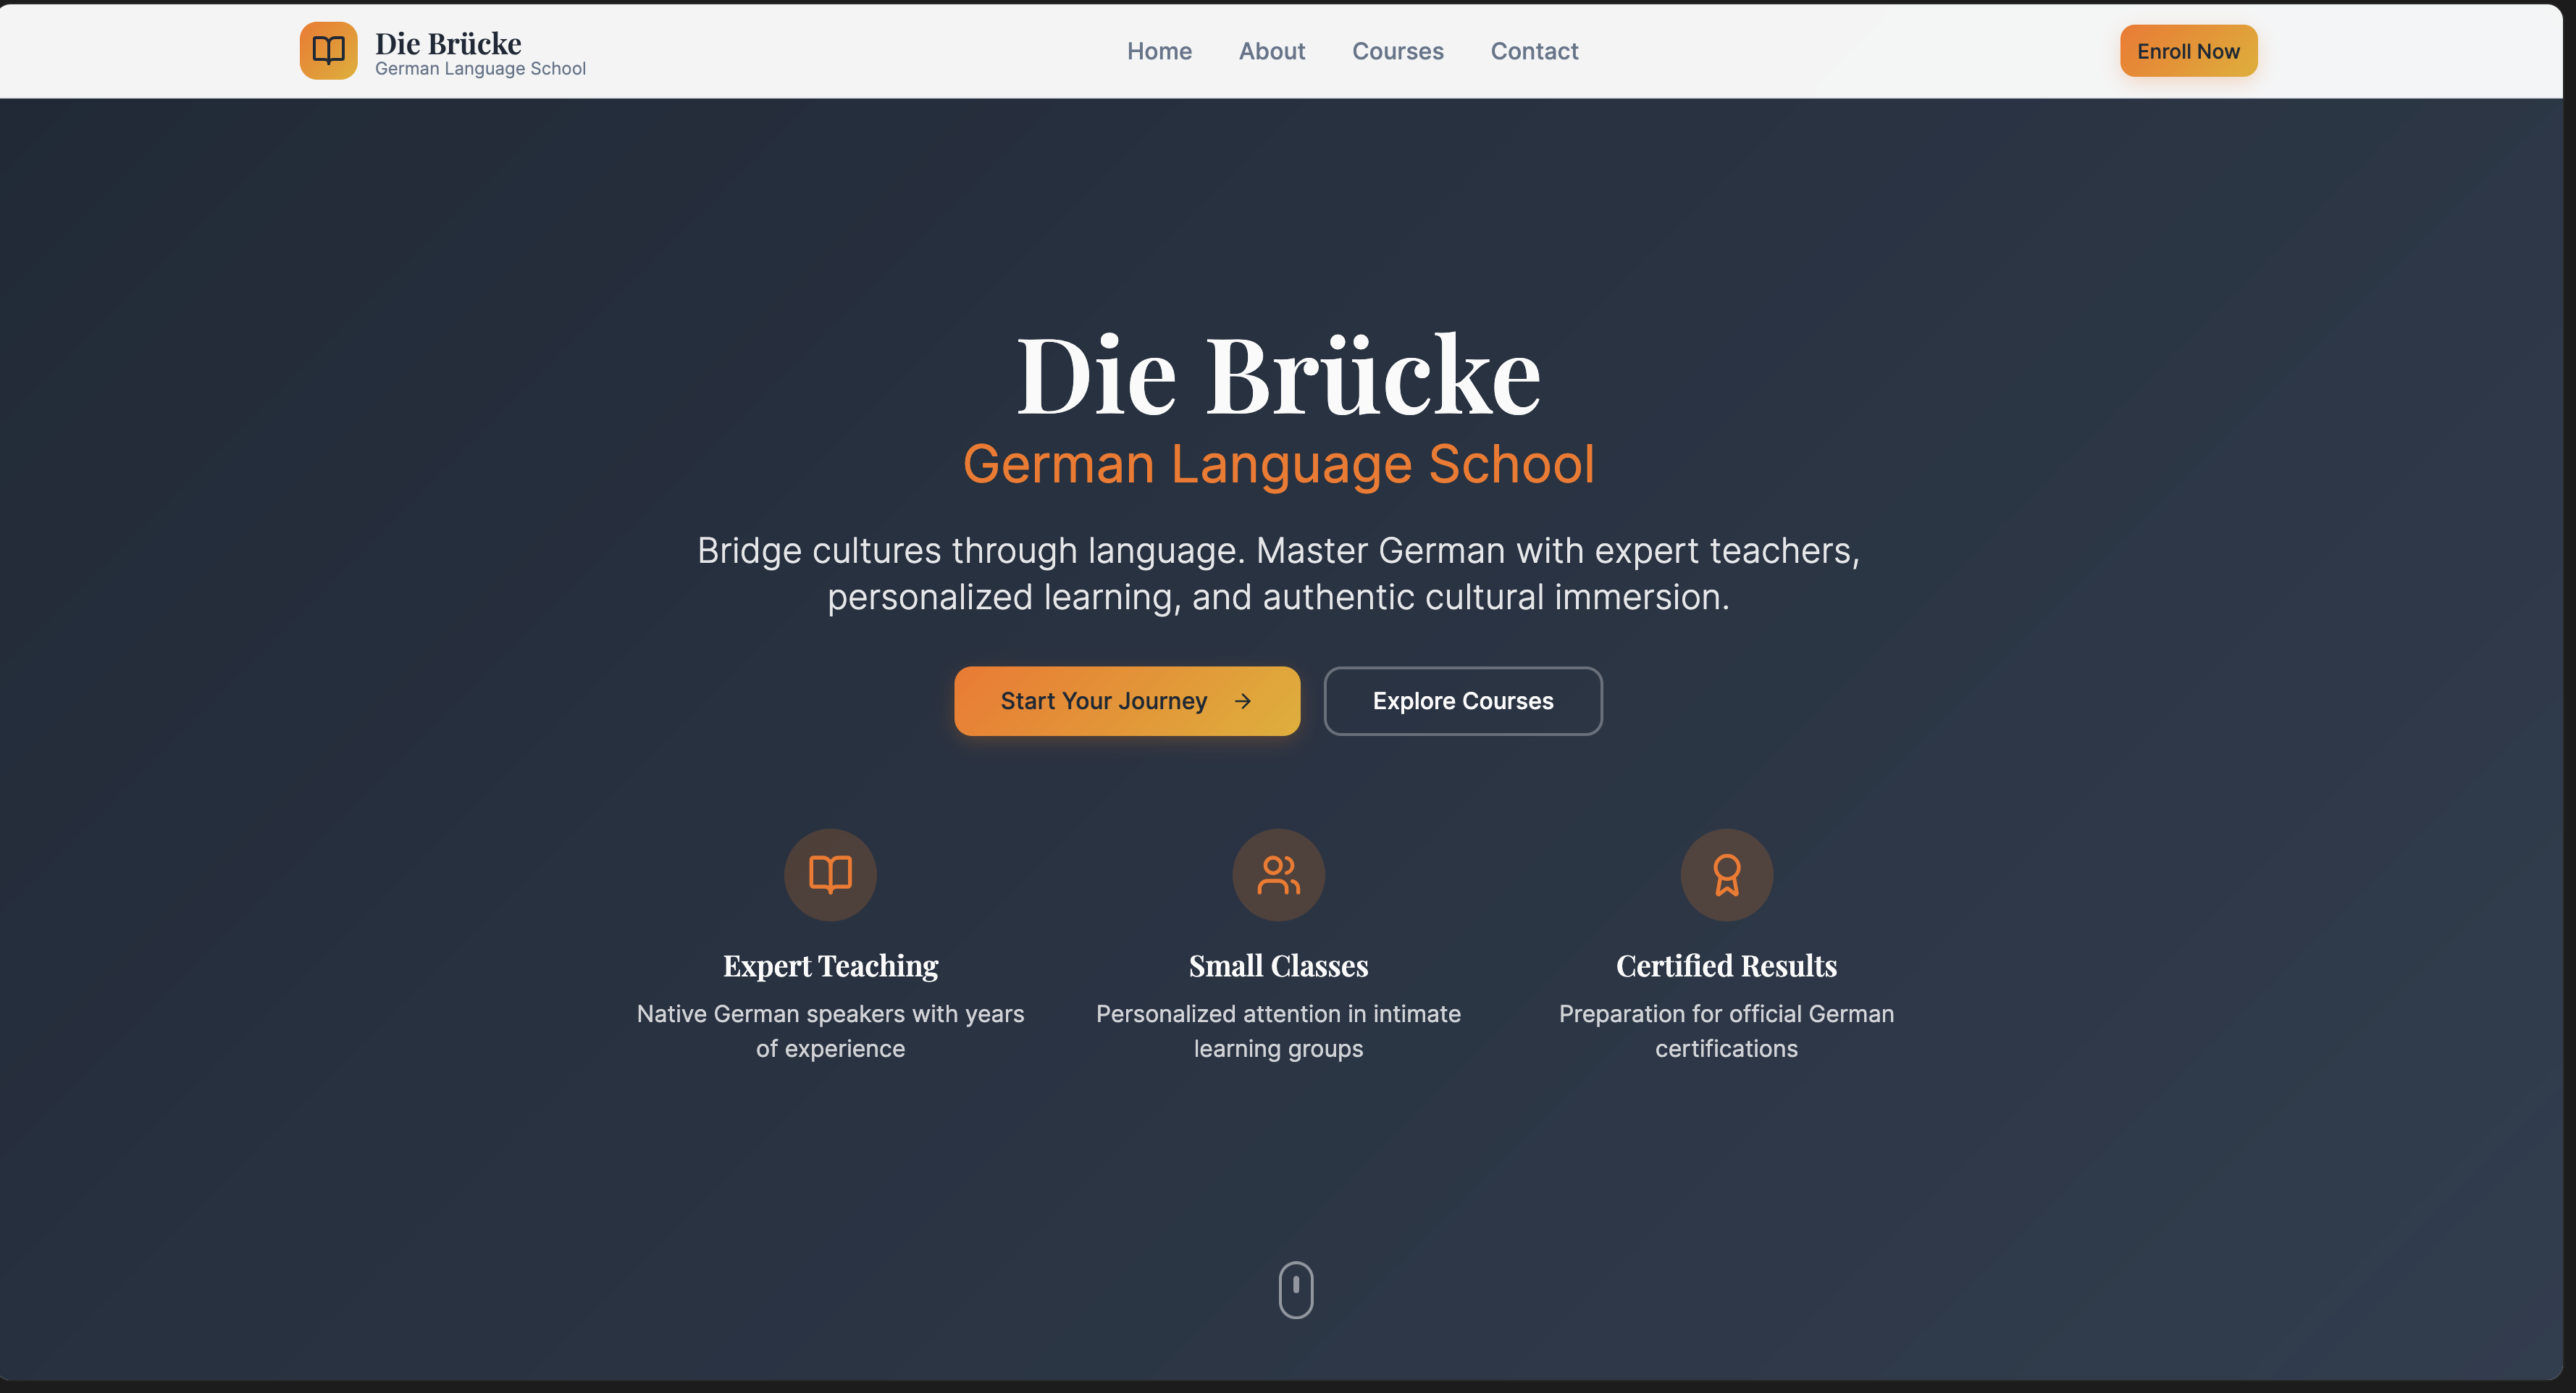 Die Brücke
German Language School
Home
About
Courses
Contact
Enroll Now
Die Brücke
German Language School
Bridge cultures through language. Master German with expert teachers,
personalized learning, and authentic cultural immersion.
Start Your Journey →
Explore Courses
Expert Teaching
Native German speakers with years
of experience
Small Classes
Personalized attention in intimate
learning groups
Certified Results
Preparation for official German
certifications